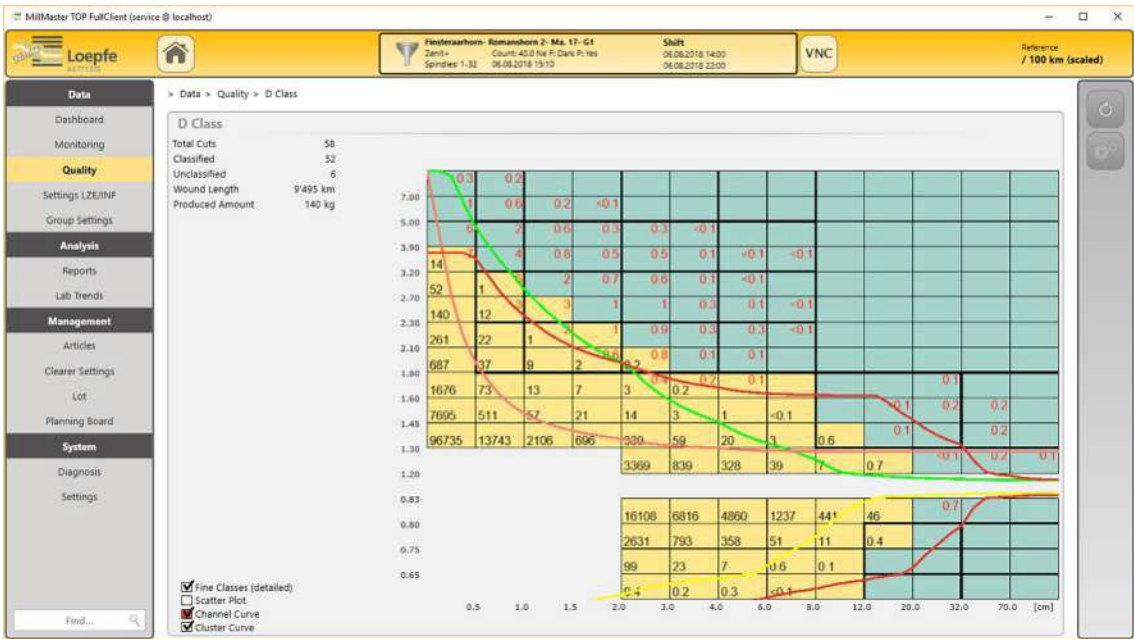 MillMaster TOP FullClient (service @ localhost)
Loepfe
Finsteraarhorn- Romanshorn 2- Ma. 17- G1
Zenit+ Count: 40.0 Ne F: Dark P: Yes
Spindles: 1-32 06.08.2018 15:10
Shift
06.08.2018 14:00
06.08.2018 22:00
VNC
Reference
/ 100 km (scaled)
Data
Dashboard
Monitoring
Quality
Settings LZE/INF
Group Settings
Analysis
Reports
Lab Trends
Management
Articles
Clearer Settings
Lot
Planning Board
System
Diagnosis
Settings
Find...
> Data > Quality > D Class
D Class
Total Cuts 58
Classified 52
Unclassified 6
Wound Length 9'495 km
Produced Amount 140 kg
0.3 0.2
7.00
1 0.6 0.2 <0.1
5.00
6 2 0.6 0.3 0.3 <0.1
3.90
14 7 4 0.8 0.5 0.5 0.1 <0.1 <0.1
3.20
52 1 2 0.7 0.6 0.1 <0.1
2.70
140 12 3 3 1 1 0.3 0.1 <0.1
2.30
261 22 1 2 1 0.9 0.3 0.3 <0.1
2.10
687 37 9 2 0.6 0.2 0.8 0.1 0.1
1.80
1676 73 13 7 3 0.4 0.2 0.2 0.1 0.1
1.60
7695 511 57 21 14 3 1 <0.1 <0.1 0.2 0.2
1.45
96735 13743 2106 696 339 59 20 3 0.6 0.1 0.2
1.30
3369 839 328 39 7 0.7 <0.1 0.2 0.1
1.20
0.83
16108 6816 4860 1237 441 46 0.7
0.80
2631 793 358 51 11 0.4
0.75
99 23 7 0.6 0.1
0.65
0.4 0.2 0.3 <0.1
0.5 1.0 1.5 2.0 3.0 4.0 6.0 8.0 12.0 20.0 32.0 70.0 [cm]
Fine Classes (detailed)
Scatter Plot
Channel Curve
Cluster Curve